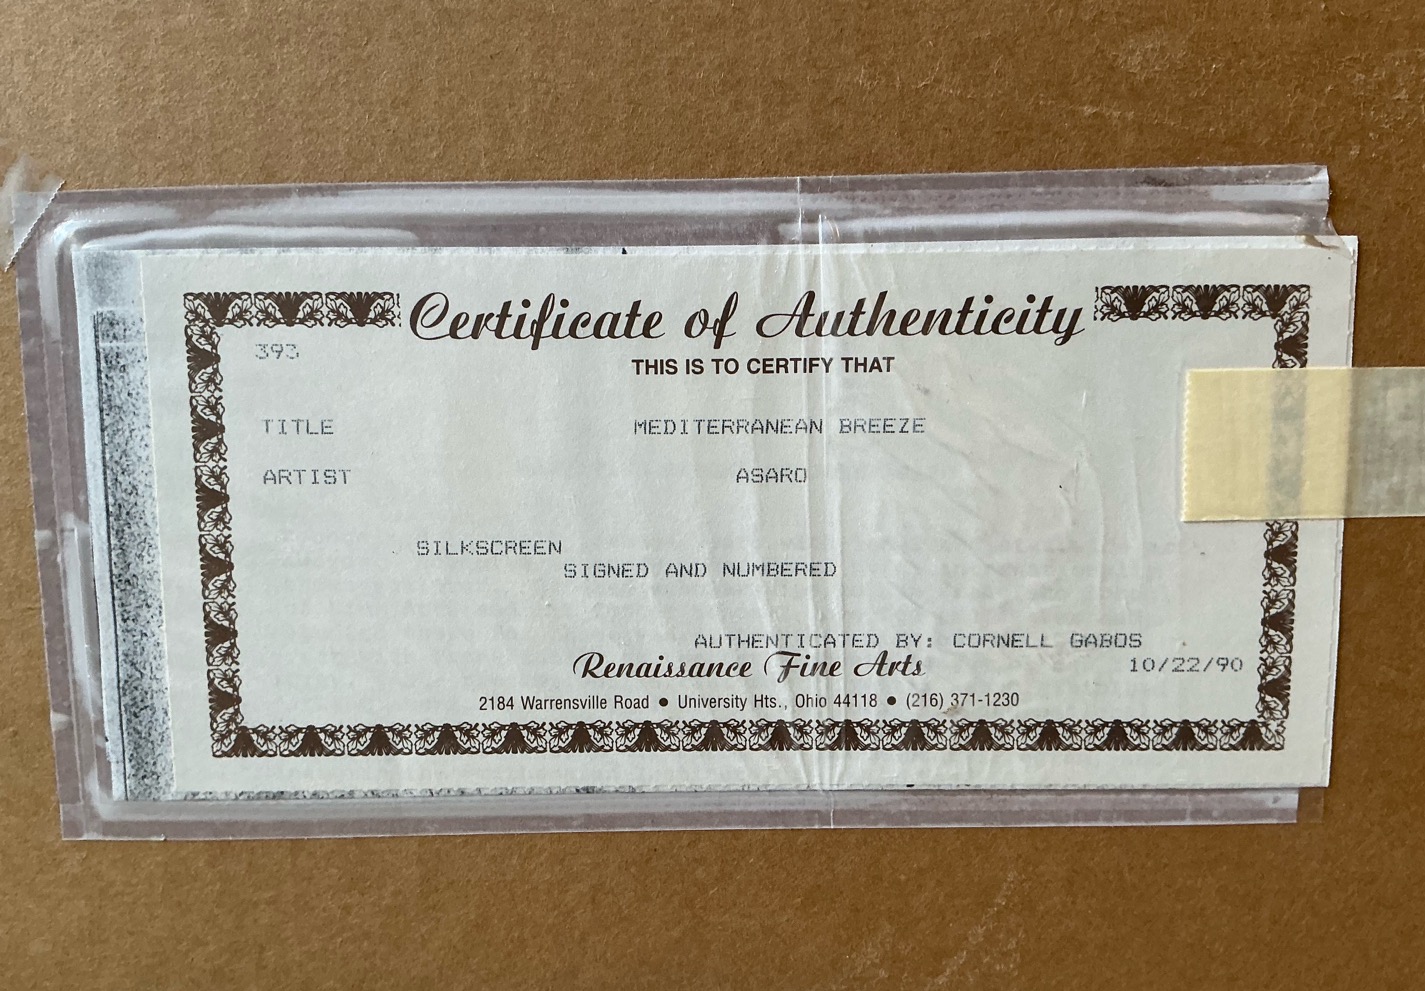 Certificate of Authenticity
393
THIS IS TO CERTIFY THAT
TITLE MEDITERRANEAN BREEZE
ARTIST ASARO
SILKSCREEN
SIGNED AND NUMBERED
AUTHENTICATED BY: CORNELL GABOS
Renaissance Fine Arts 10/22/90
2184 Warrensville Road • University Hts., Ohio 44118 • (216) 371-1230